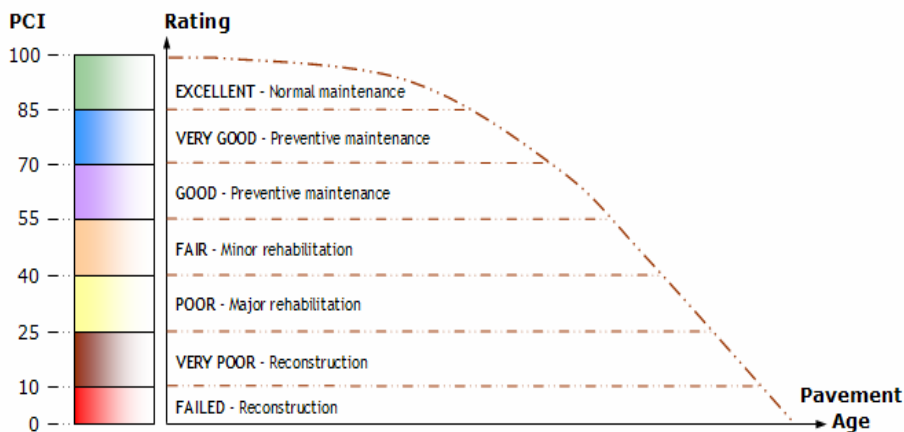 PCI
Rating
100
EXCELLENT - Normal maintenance
85
VERY GOOD - Preventive maintenance
70
GOOD - Preventive maintenance
55
FAIR - Minor rehabilitation
40
POOR - Major rehabilitation
25
VERY POOR - Reconstruction
10
FAILED - Reconstruction
0
Pavement
Age